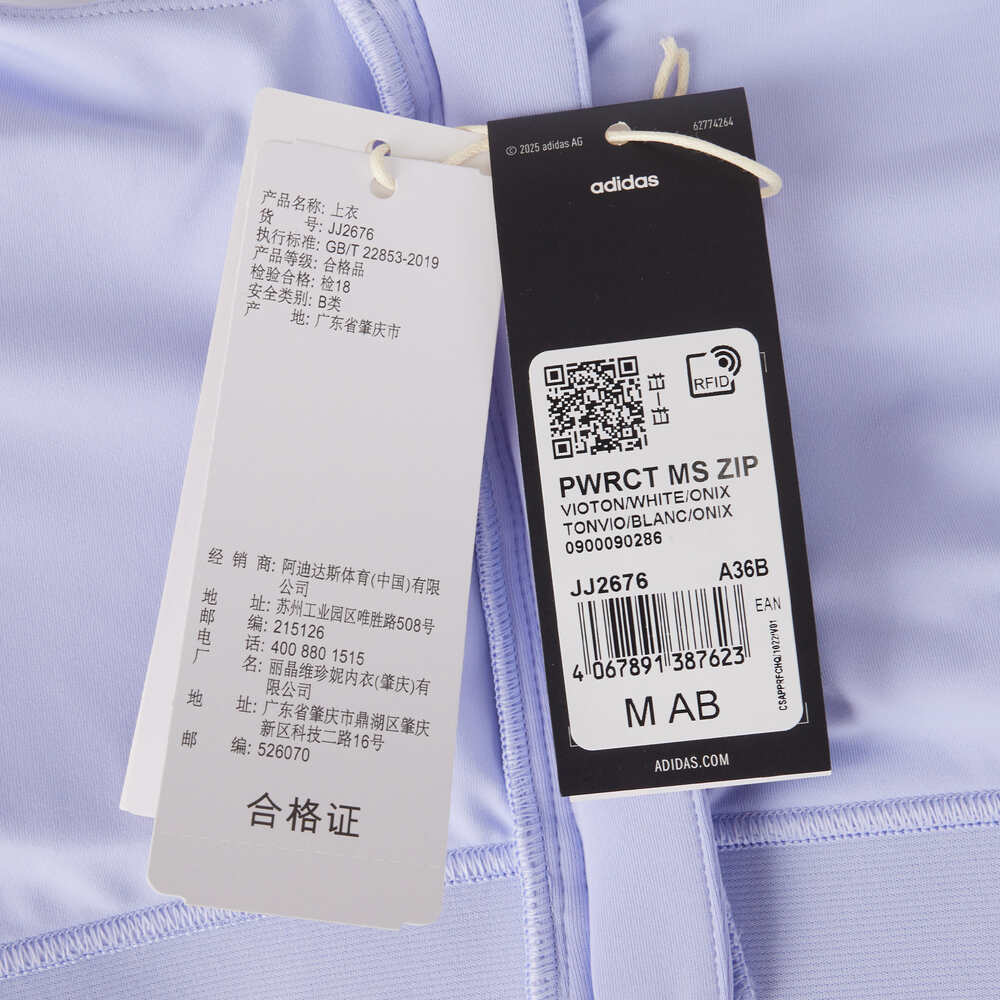 产品名称: 上衣
货 号: JJ2676
执行标准: GB/T 22853-2019
产品等级: 合格品
检验合格: 检18
安全类别: B类
产 地: 广东省肇庆市
经 销 商: 阿迪达斯体育(中国)有限
公司
地 址: 苏州工业园区唯胜路508号
邮 编: 215126
电 话: 400 880 1515
厂 名: 丽晶维珍妮内衣(肇庆)有
限公司
地 址: 广东省肇庆市鼎湖区肇庆
新区科技二路16号
邮 编: 526070
合格证
© 2025 adidas AG
62774264
adidas
RFID
PWRCT MS ZIP
VIOTON/WHITE/ONIX
TONVIO/BLANC/ONIX
0900090286
JJ2676 A36B
EAN
4 067891 387623
CSAPPRFCHQ/1022/V01
M AB
ADIDAS.COM